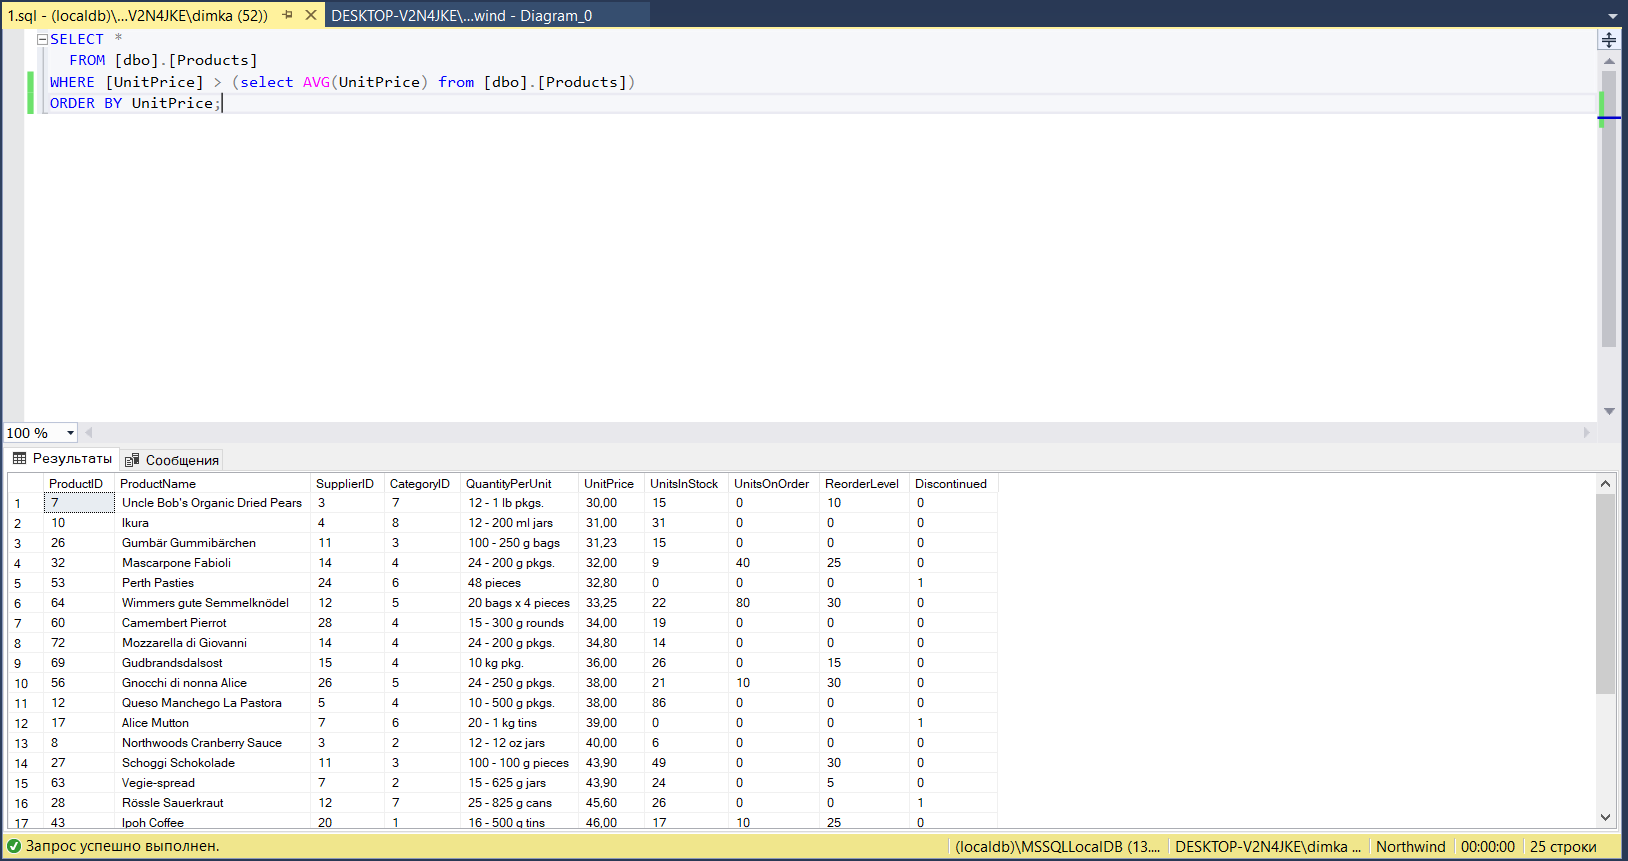 1.sql - (localdb)\...V2N4JKE\dimka (52)) DESKTOP-V2N4JKE\...wind - Diagram_0
SELECT *
FROM [dbo].[Products]
WHERE [UnitPrice] > (select AVG(UnitPrice) from [dbo].[Products])
ORDER BY UnitPrice;
100 %
Результаты Сообщения
ProductID ProductName SupplierID CategoryID QuantityPerUnit UnitPrice UnitsInStock UnitsOnOrder ReorderLevel Discontinued
1 7 Uncle Bob's Organic Dried Pears 3 7 12 - 1 lb pkgs. 30,00 15 0 10 0
2 10 Ikura 4 8 12 - 200 ml jars 31,00 31 0 0 0
3 26 Gumbär Gummibärchen 11 3 100 - 250 g bags 31,23 15 0 0 0
4 32 Mascarpone Fabioli 14 4 24 - 200 g pkgs. 32,00 9 40 25 0
5 53 Perth Pasties 24 6 48 pieces 32,80 0 0 0 1
6 64 Wimmers gute Semmelknödel 12 5 20 bags x 4 pieces 33,25 22 80 30 0
7 60 Camembert Pierrot 28 4 15 - 300 g rounds 34,00 19 0 0 0
8 72 Mozzarella di Giovanni 14 4 24 - 200 g pkgs. 34,80 14 0 0 0
9 69 Gudbrandsdalsost 15 4 10 kg pkg. 36,00 26 0 15 0
10 56 Gnocchi di nonna Alice 26 5 24 - 250 g pkgs. 38,00 21 10 30 0
11 12 Queso Manchego La Pastora 5 4 10 - 500 g pkgs. 38,00 86 0 0 0
12 17 Alice Mutton 7 6 20 - 1 kg tins 39,00 0 0 0 1
13 8 Northwoods Cranberry Sauce 3 2 12 - 12 oz jars 40,00 6 0 0 0
14 27 Schoggi Schokolade 11 3 100 - 100 g pieces 43,90 49 0 30 0
15 63 Vegie-spread 7 2 15 - 625 g jars 43,90 24 0 5 0
16 28 Rössle Sauerkraut 12 7 25 - 825 g cans 45,60 26 0 0 1
17 43 Ipoh Coffee 20 1 16 - 500 g tins 46,00 17 10 25 0
Запрос успешно выполнен. (localdb)\MSSQLLocalDB (13.... DESKTOP-V2N4JKE\dimka ... Northwind 00:00:00 25 строки